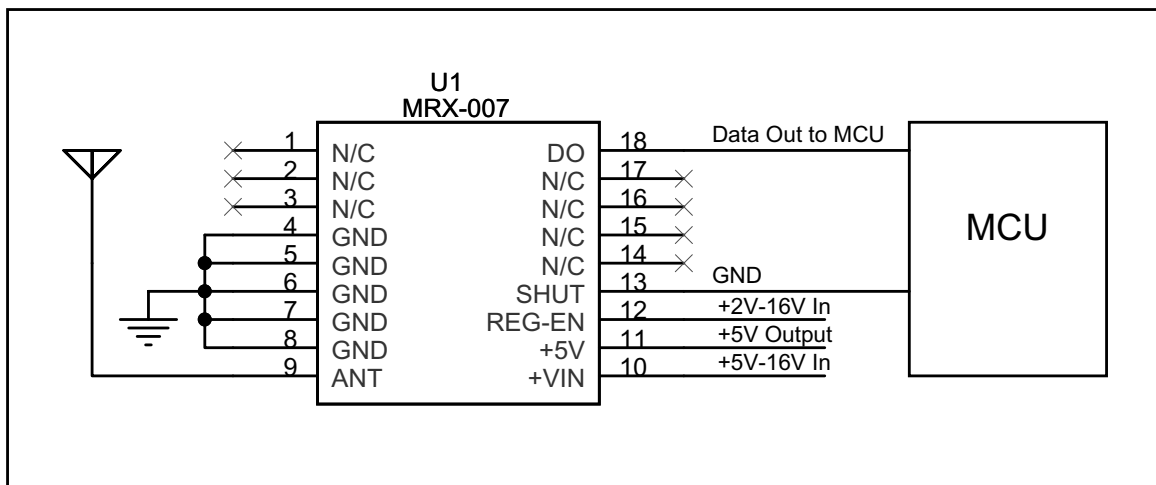 U1
MRX-007
1 N/C DO 18 Data Out to MCU
2 N/C N/C 17
3 N/C N/C 16
4 GND N/C 15
5 GND N/C 14
6 GND SHUT 13 GND
7 GND REG-EN 12 +2V-16V In
8 GND +5V 11 +5V Output
9 ANT +VIN 10 +5V-16V In
MCU